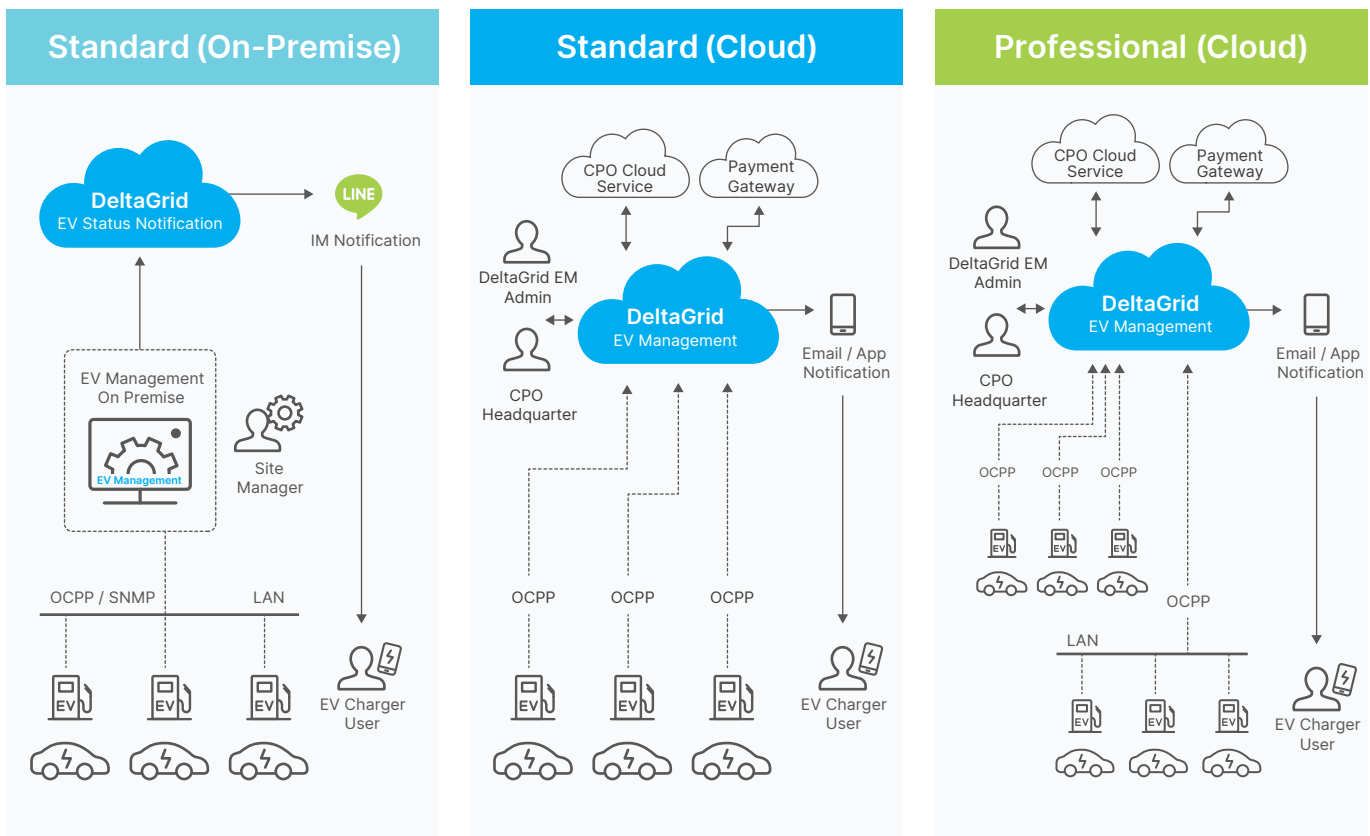 Standard (On-Premise)
DeltaGrid
EV Status Notification
LINE
IM Notification
EV Management
On Premise
EV Management
Site
Manager
OCPP / SNMP
LAN
EV
EV
EV
EV Charger
User
Standard (Cloud)
CPO Cloud
Service
Payment
Gateway
DeltaGrid EM
Admin
DeltaGrid
EV Management
CPO
Headquarter
Email / App
Notification
OCPP
OCPP
OCPP
EV
EV
EV
EV Charger
User
Professional (Cloud)
CPO Cloud
Service
Payment
Gateway
DeltaGrid EM
Admin
DeltaGrid
EV Management
CPO
Headquarter
Email / App
Notification
OCPP
OCPP
OCPP
EV
EV
EV
OCPP
LAN
EV
EV
EV
EV Charger
User